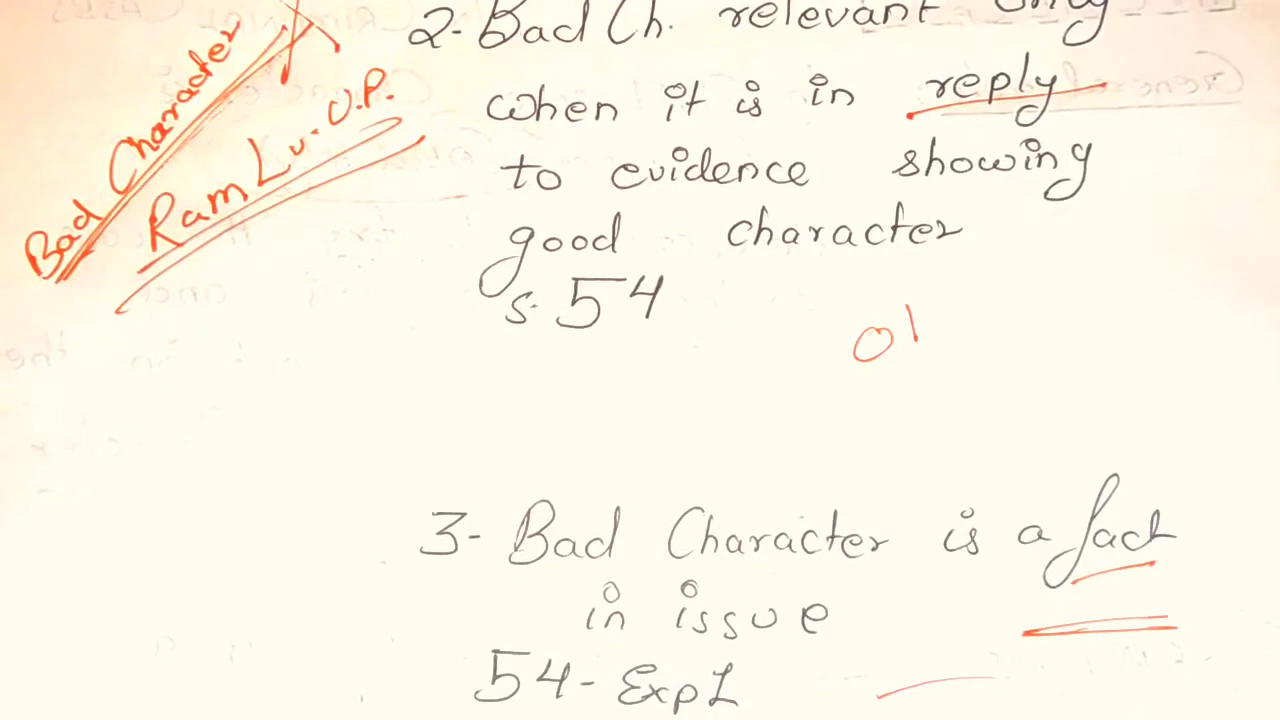 Bad Character
Ram L v. U.P.
2- Bad Ch. relevant only
when it is in reply
to evidence showing
good character
S. 54
3- Bad Character is a fact
in issue
54- Expl